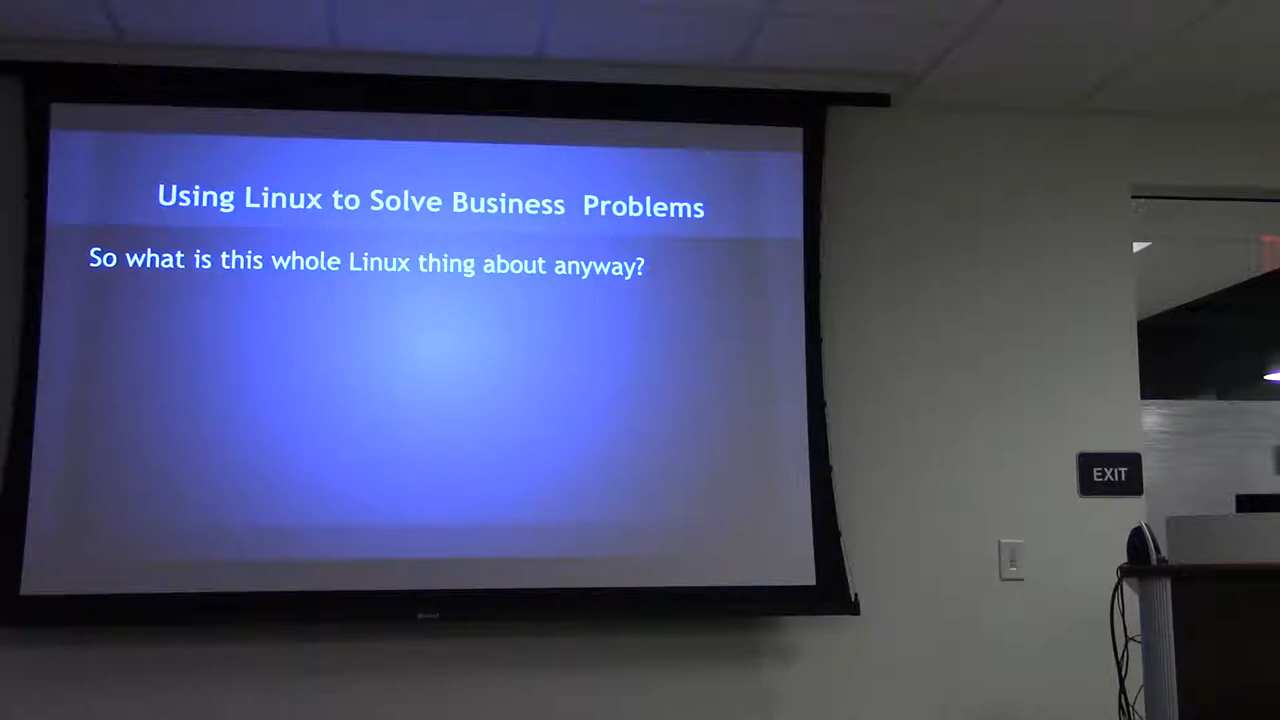 Using Linux to Solve Business  Problems
So what is this whole Linux thing about anyway?
EXIT